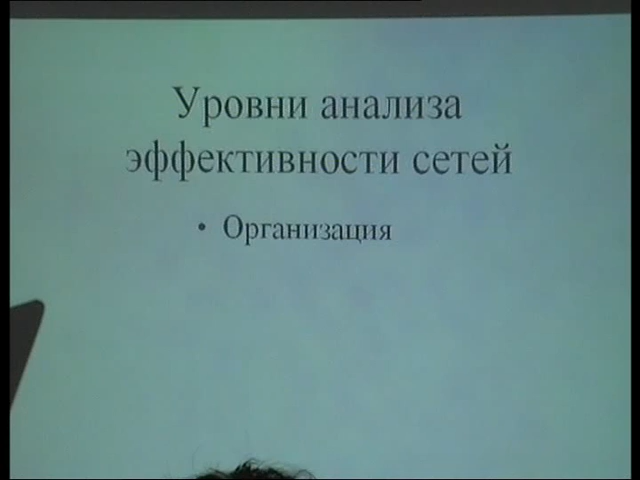 Уровни анализа
эффективности сетей
• Организация